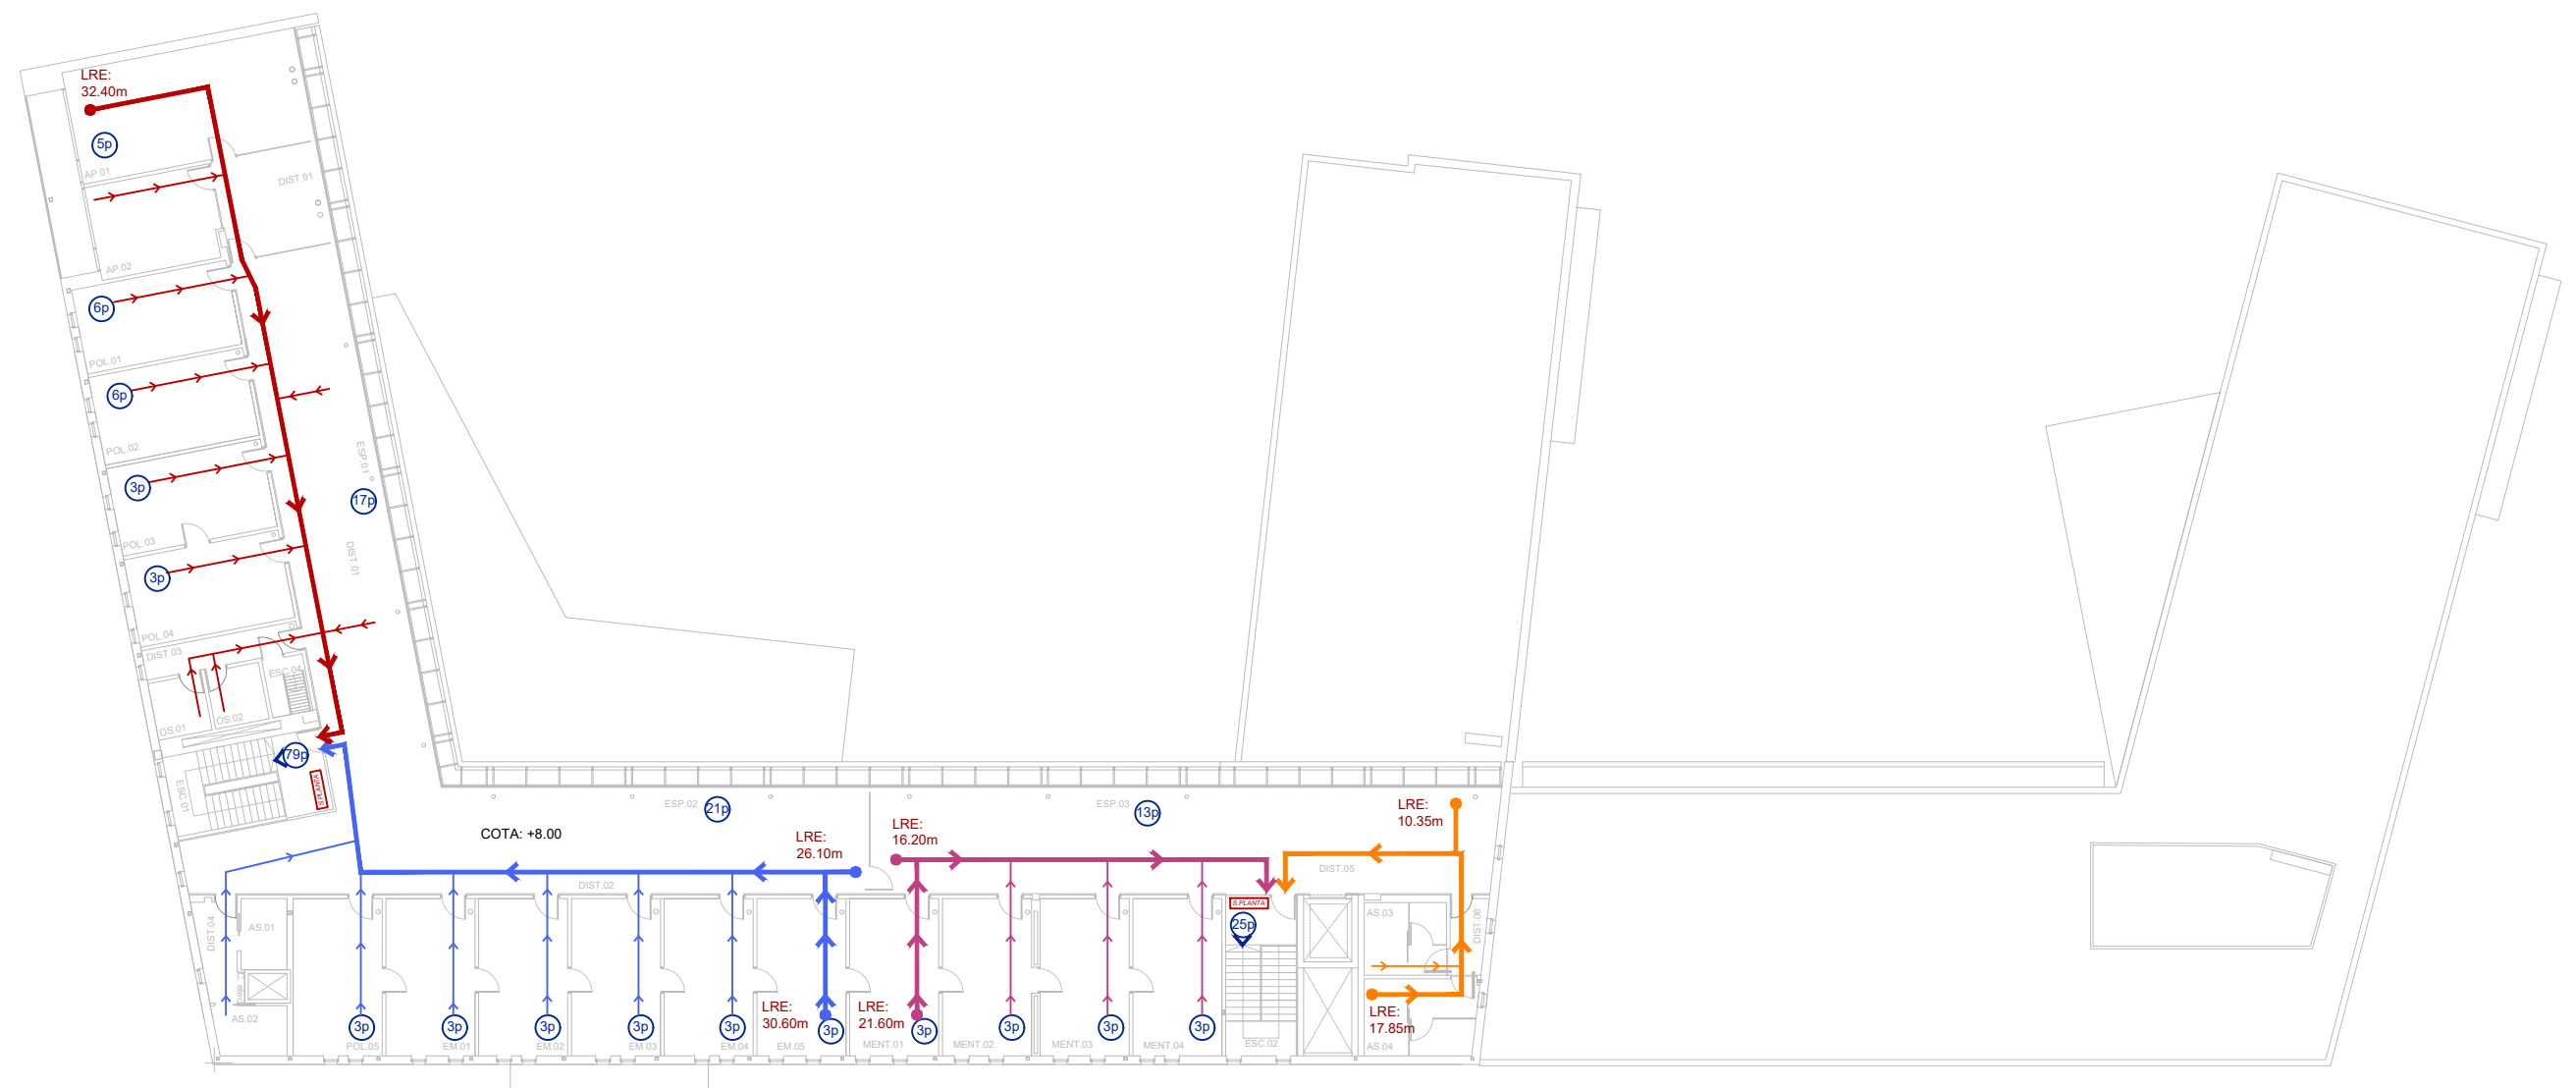 LRE:
32.40m
5p
AP.01
DIST.01
AP.02
6p
POL.01
6p
POL.02
ESP.01
3p
17p
POL.03
DIST.01
3p
POL.04
DIST.03
ESC.04
OS.01
OS.02
79p
S.PLANTA
ESC.01
ESP.02
21p
ESP.03
13p
COTA: +8.00
LRE:
26.10m
LRE:
16.20m
LRE:
10.35m
DIST.02
DIST.05
S.PLANTA
25p
DIST.04
AS.01
AS.03
DIST.06
AS.02
LRE:
30.60m
LRE:
21.60m
LRE:
17.85m
3p
3p
3p
3p
3p
3p
3p
3p
3p
3p
POL.05
EM.01
EM.02
EM.03
EM.04
EM.05
MENT.01
MENT.02
MENT.03
MENT.04
ESC.02
AS.04